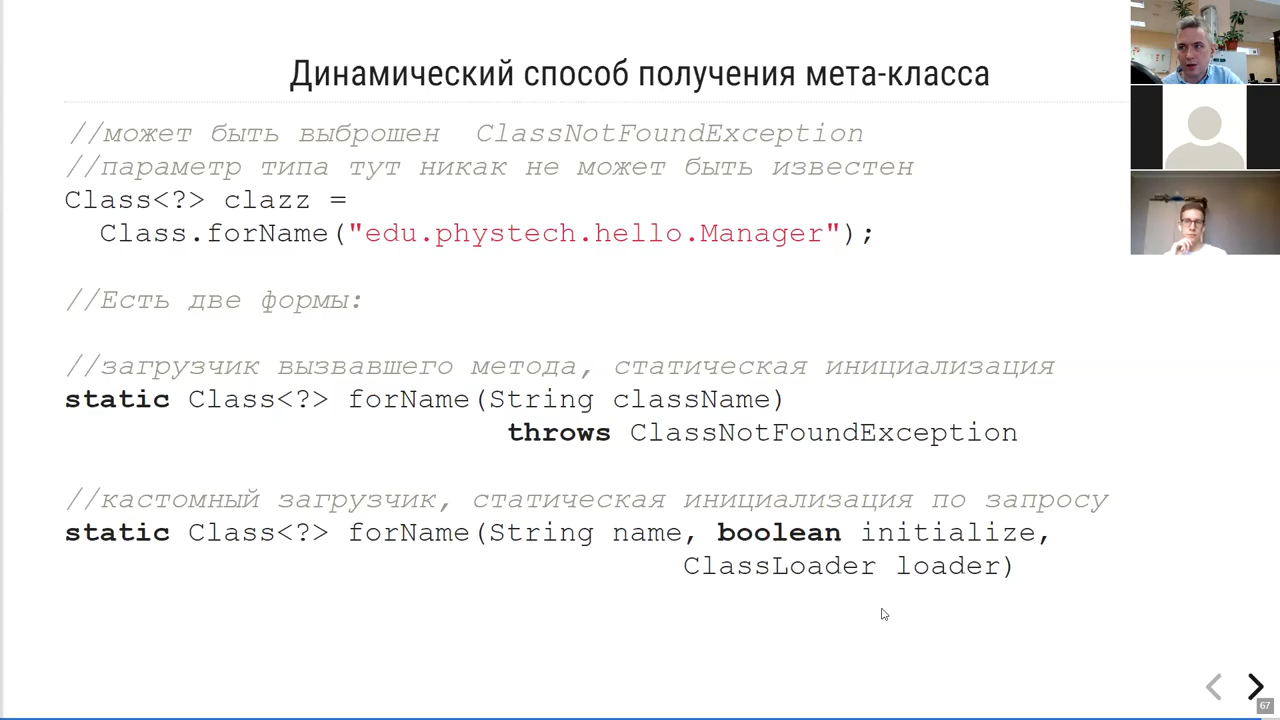 Динамический способ получения мета-класса
//может быть выброшен ClassNotFoundException
//параметр типа тут никак не может быть известен
Class<?> clazz =
Class.forName("edu.phystech.hello.Manager");
//Есть две формы:
//загрузчик вызвавшего метода, статическая инициализация
static Class<?> forName(String className)
throws ClassNotFoundException
//кастомный загрузчик, статическая инициализация по запросу
static Class<?> forName(String name, boolean initialize,
ClassLoader loader)
67